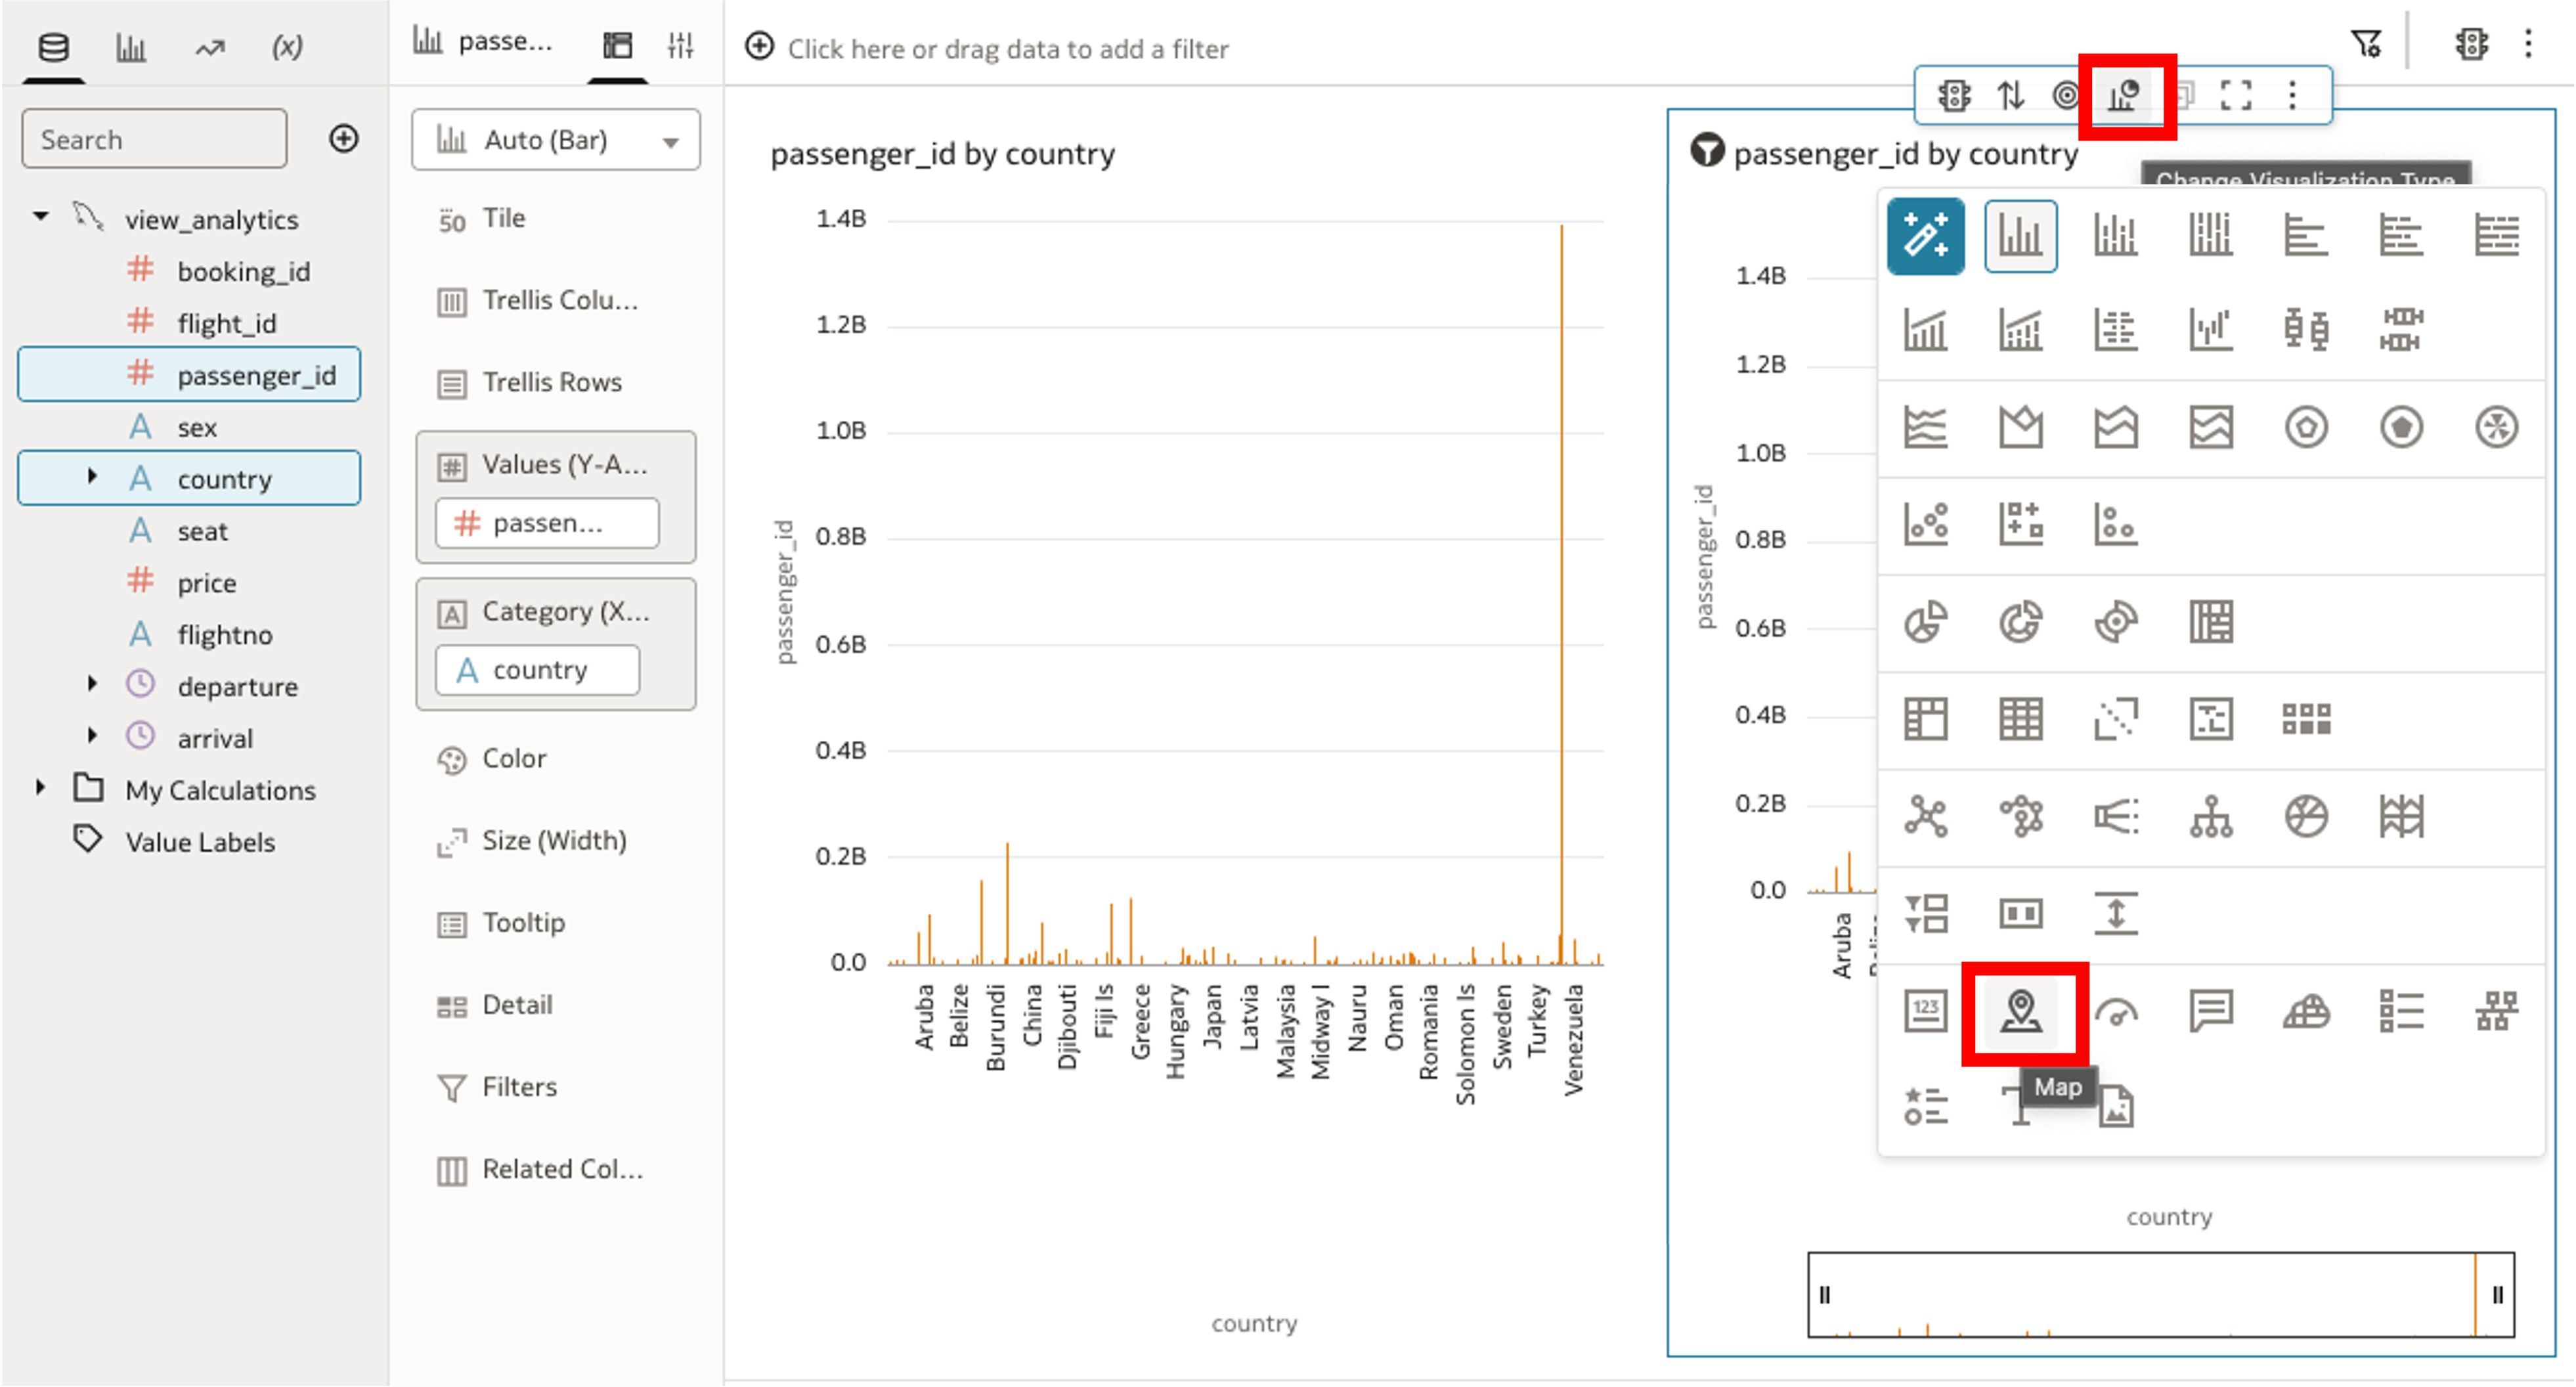 (x)
passe...
Click here or drag data to add a filter
Search
view_analytics
booking_id
flight_id
passenger_id
sex
country
seat
price
flightno
departure
arrival
My Calculations
Value Labels
Auto (Bar)
50 Tile
Trellis Colu...
Trellis Rows
Values (Y-A...
passen...
Category (X...
A country
Color
Size (Width)
Tooltip
Detail
Filters
Related Col...
passenger_id by country
1.4B
1.2B
1.0B
0.8B
0.6B
0.4B
0.2B
0.0
passenger_id
Aruba
Belize
Burundi
China
Djibouti
Fiji Is
Greece
Hungary
Japan
Latvia
Malaysia
Midway I
Nauru
Oman
Romania
Solomon Is
Sweden
Turkey
Venezuela
country
passenger_id by country
Change Visualization Type
1.4B
1.2B
1.0B
0.8B
0.6B
0.4B
0.2B
0.0
passenger_id
Aruba
123
Map
country